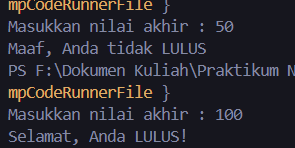 mpCodeRunnerFile }
Masukkan nilai akhir : 50
Maaf, Anda tidak LULUS
PS F:\Dokumen Kuliah\Praktikum N
mpCodeRunnerFile }
Masukkan nilai akhir : 100
Selamat, Anda LULUS!